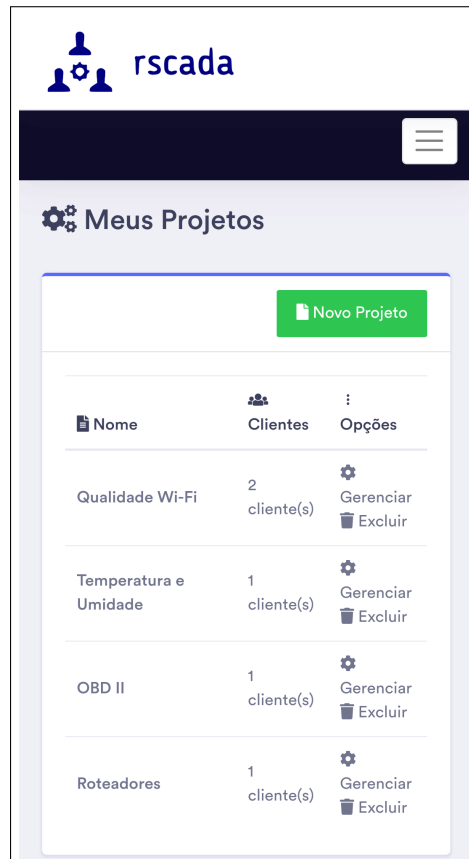 rscada
Meus Projetos
Novo Projeto
Nome
Clientes
Opções
Qualidade Wi-Fi
2
cliente(s)
Gerenciar
Excluir
Temperatura e
Umidade
1
cliente(s)
Gerenciar
Excluir
OBD II
1
cliente(s)
Gerenciar
Excluir
Roteadores
1
cliente(s)
Gerenciar
Excluir